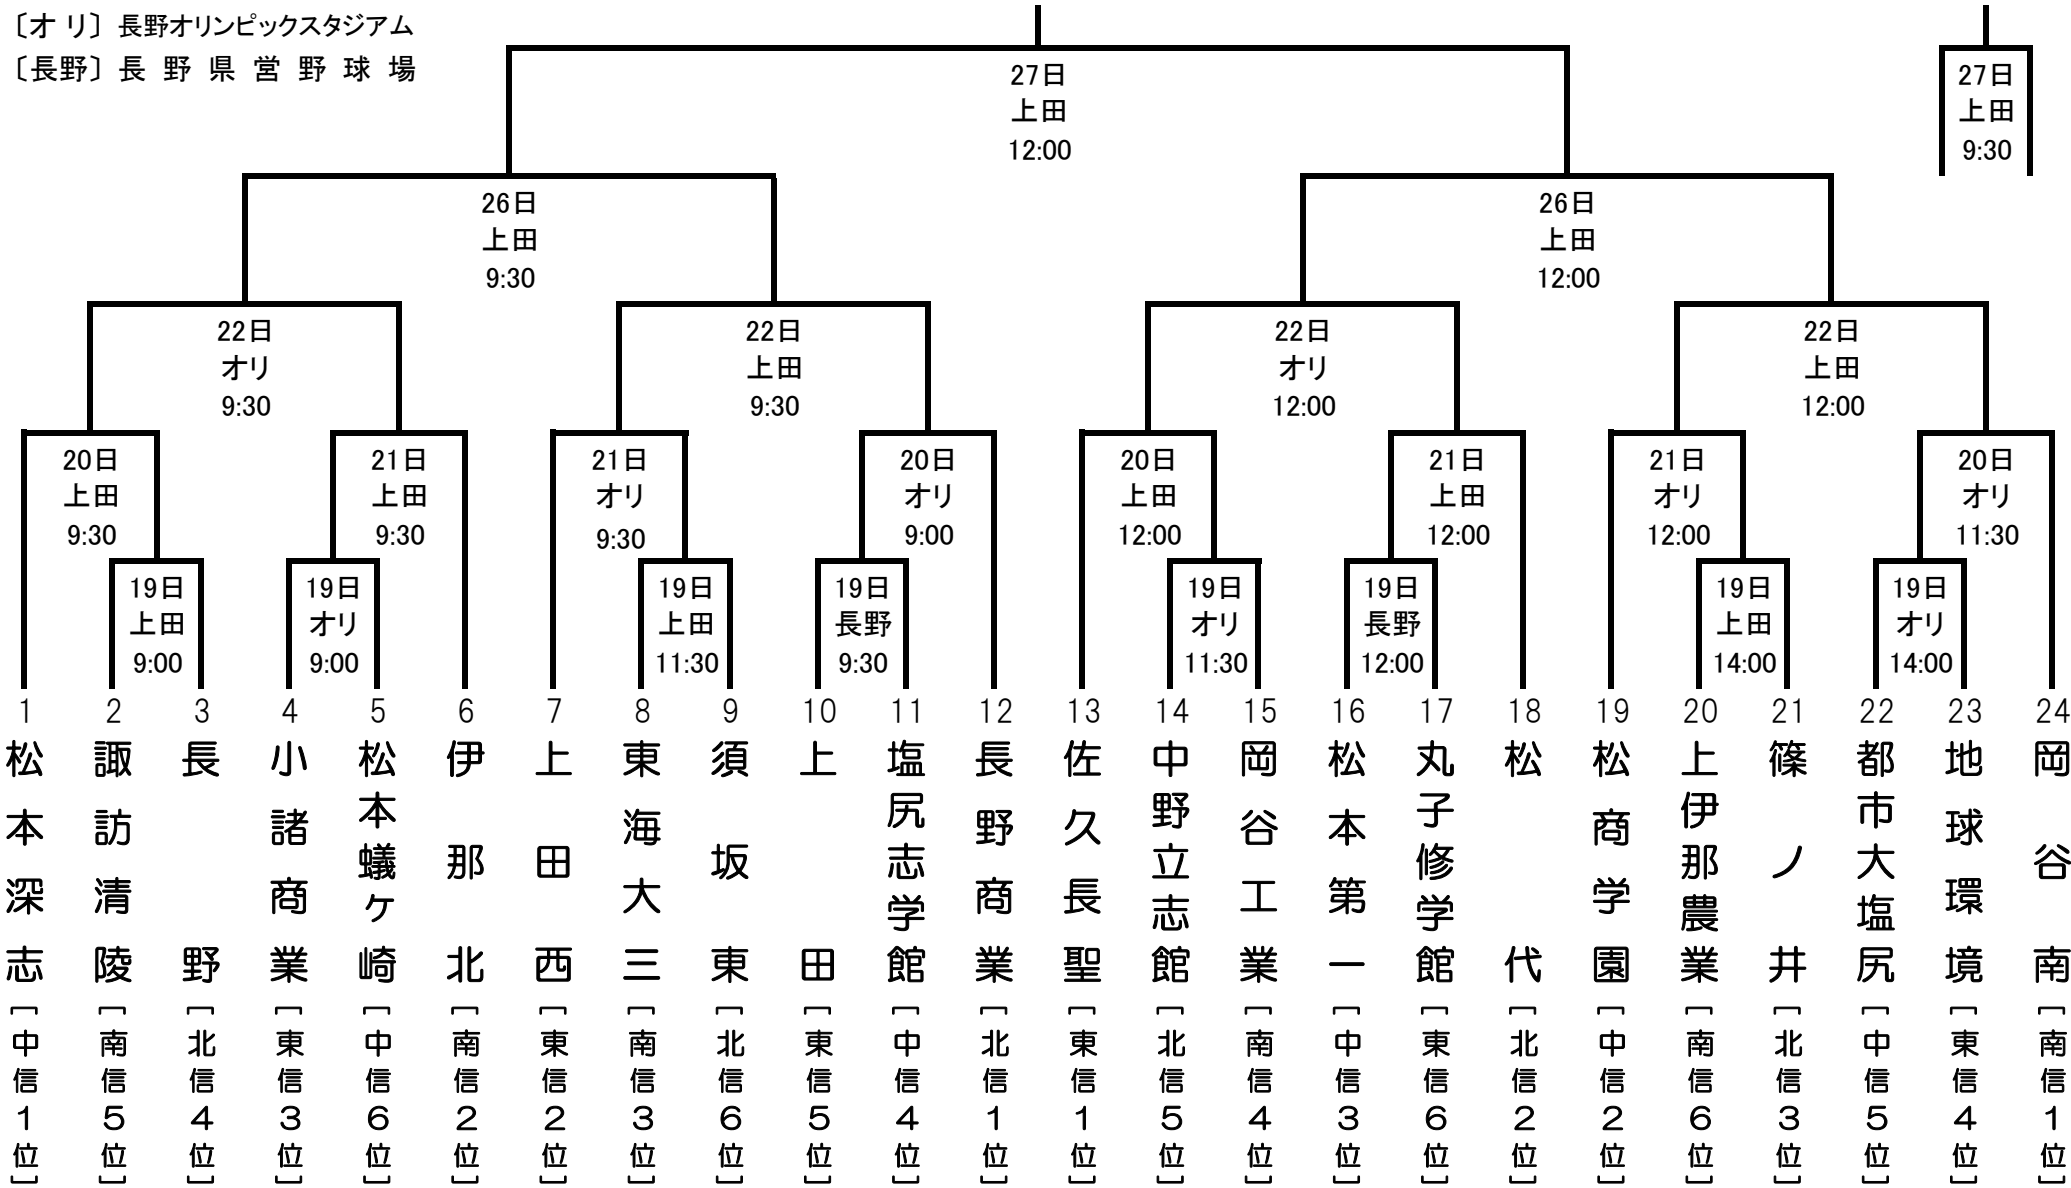 〔オリ〕長野オリンピックスタジアム
〔長野〕長野県営野球場
27日
上田
12:00
27日
上田
9:30
26日
上田
9:30
26日
上田
12:00
22日
オリ
9:30
22日
上田
9:30
22日
オリ
12:00
22日
上田
12:00
20日
上田
9:30
21日
上田
9:30
21日
オリ
9:30
20日
オリ
9:00
20日
上田
12:00
21日
上田
12:00
21日
オリ
12:00
20日
オリ
11:30
19日
上田
9:00
19日
オリ
9:00
19日
上田
11:30
19日
長野
9:30
19日
オリ
11:30
19日
長野
12:00
19日
上田
14:00
19日
オリ
14:00
1
松本深志[中信1位]
2
諏訪清陵[南信5位]
3
長野[北信4位]
4
小諸商業[東信3位]
5
松本蟻ケ崎[中信6位]
6
伊那北[南信2位]
7
上田西[東信2位]
8
東海大三[南信3位]
9
須坂東[北信6位]
10
上田[東信5位]
11
塩尻志学館[中信4位]
12
長野商業[北信1位]
13
佐久長聖[東信1位]
14
中野立志館[北信5位]
15
岡谷工業[南信4位]
16
松本第一[中信3位]
17
丸子修学館[東信6位]
18
松代[北信2位]
19
松商学園[中信2位]
20
上伊那農業[南信6位]
21
篠ノ井[北信3位]
22
都市大塩尻[中信5位]
23
地球環境[東信4位]
24
岡谷南[南信1位]